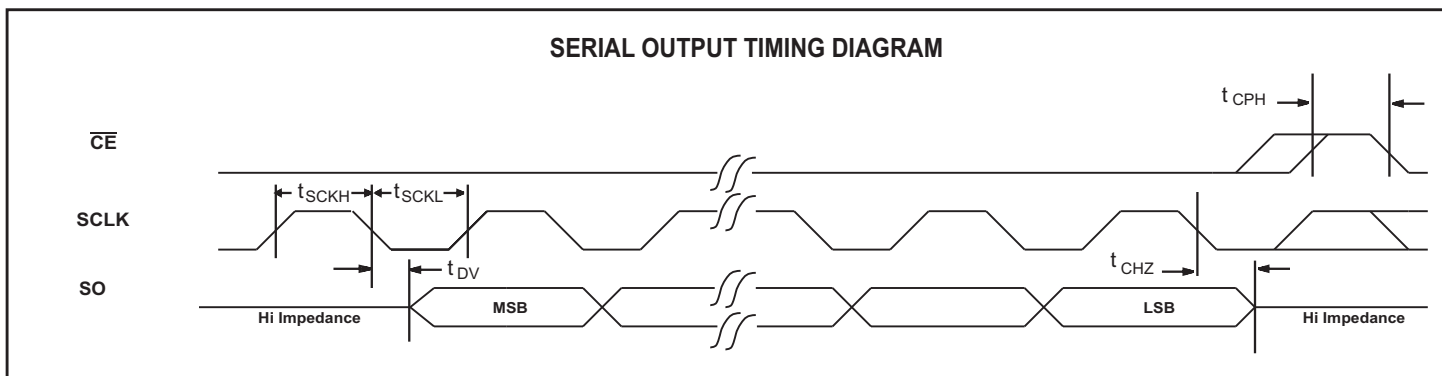 SERIAL OUTPUT TIMING DIAGRAM
t CPH
CE
t SCKH
t SCKL
SCLK
t DV
t CHZ
SO
MSB
LSB
Hi Impedance
Hi Impedance